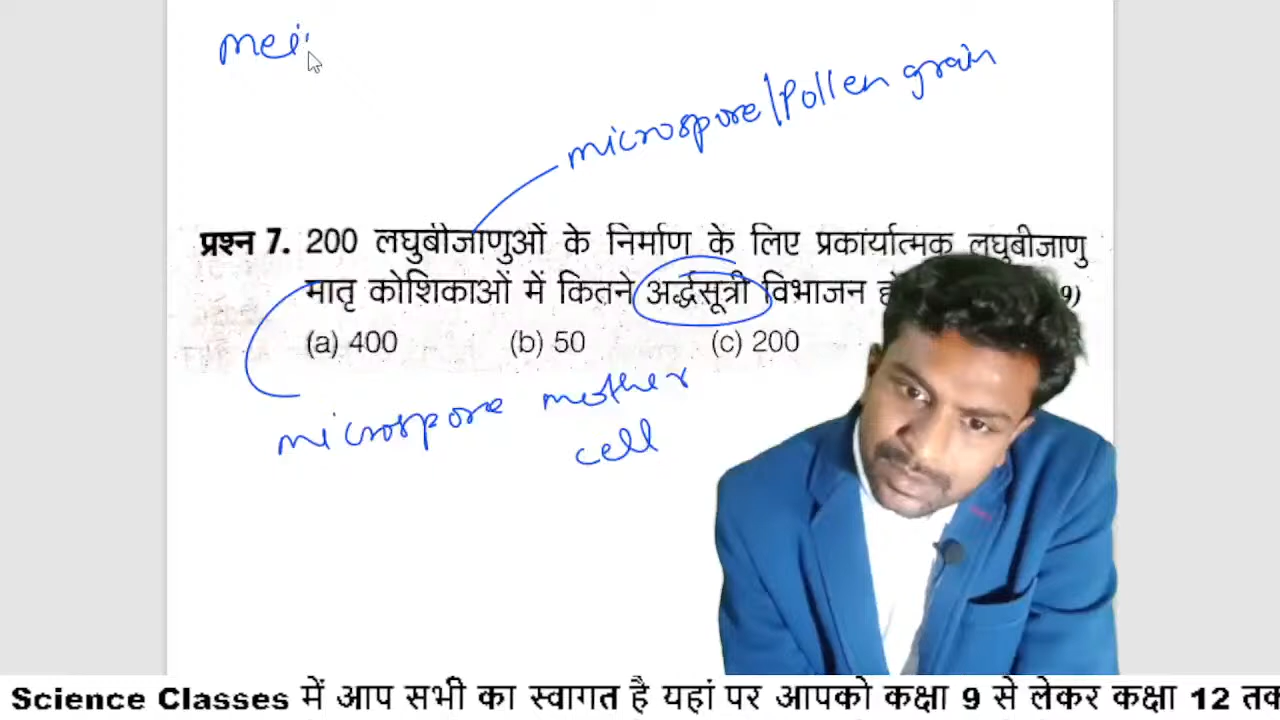 mei
microspore/Pollen grain
प्रश्न 7. 200 लघुबीजाणुओं के निर्माण के लिए प्रकार्यात्मक लघुबीजाणु
मातृ कोशिकाओं में कितने अर्द्धसूत्री विभाजन 9)
(a) 400 (b) 50 (c) 200
microspore mother
cell
Science Classes में आप सभी का स्वागत है यहां पर आपको कक्षा 9 से लेकर कक्षा 12 तक